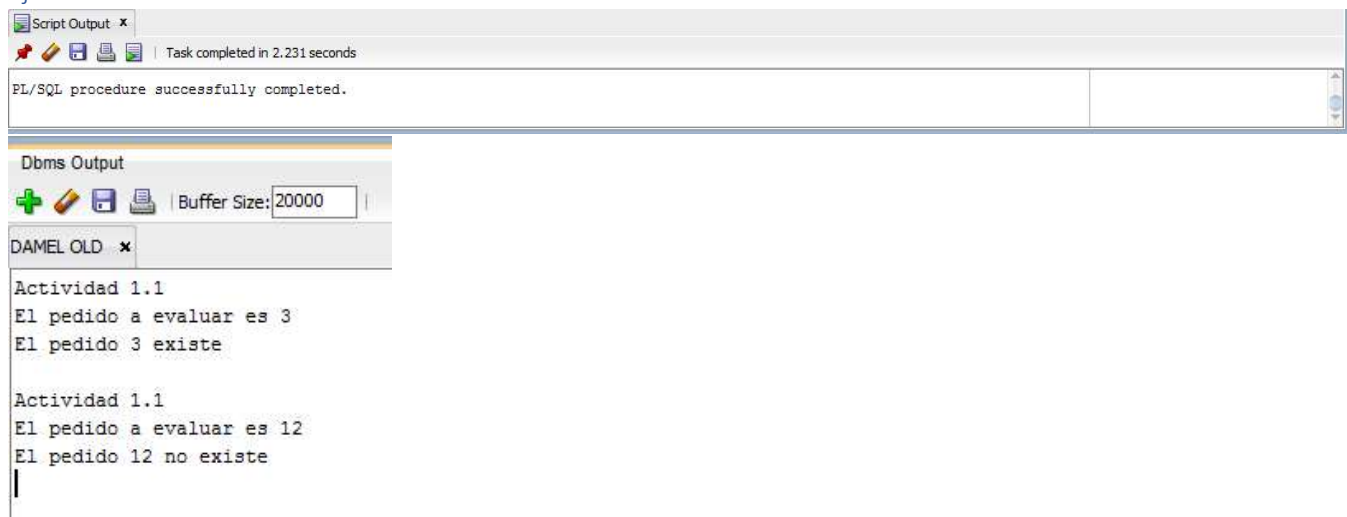 Script Output x
Task completed in 2.231 seconds
PL/SQL procedure successfully completed.
Dbms Output
Buffer Size: 20000
DAMEL OLD x
Actividad 1.1
El pedido a evaluar es 3
El pedido 3 existe
Actividad 1.1
El pedido a evaluar es 12
El pedido 12 no existe